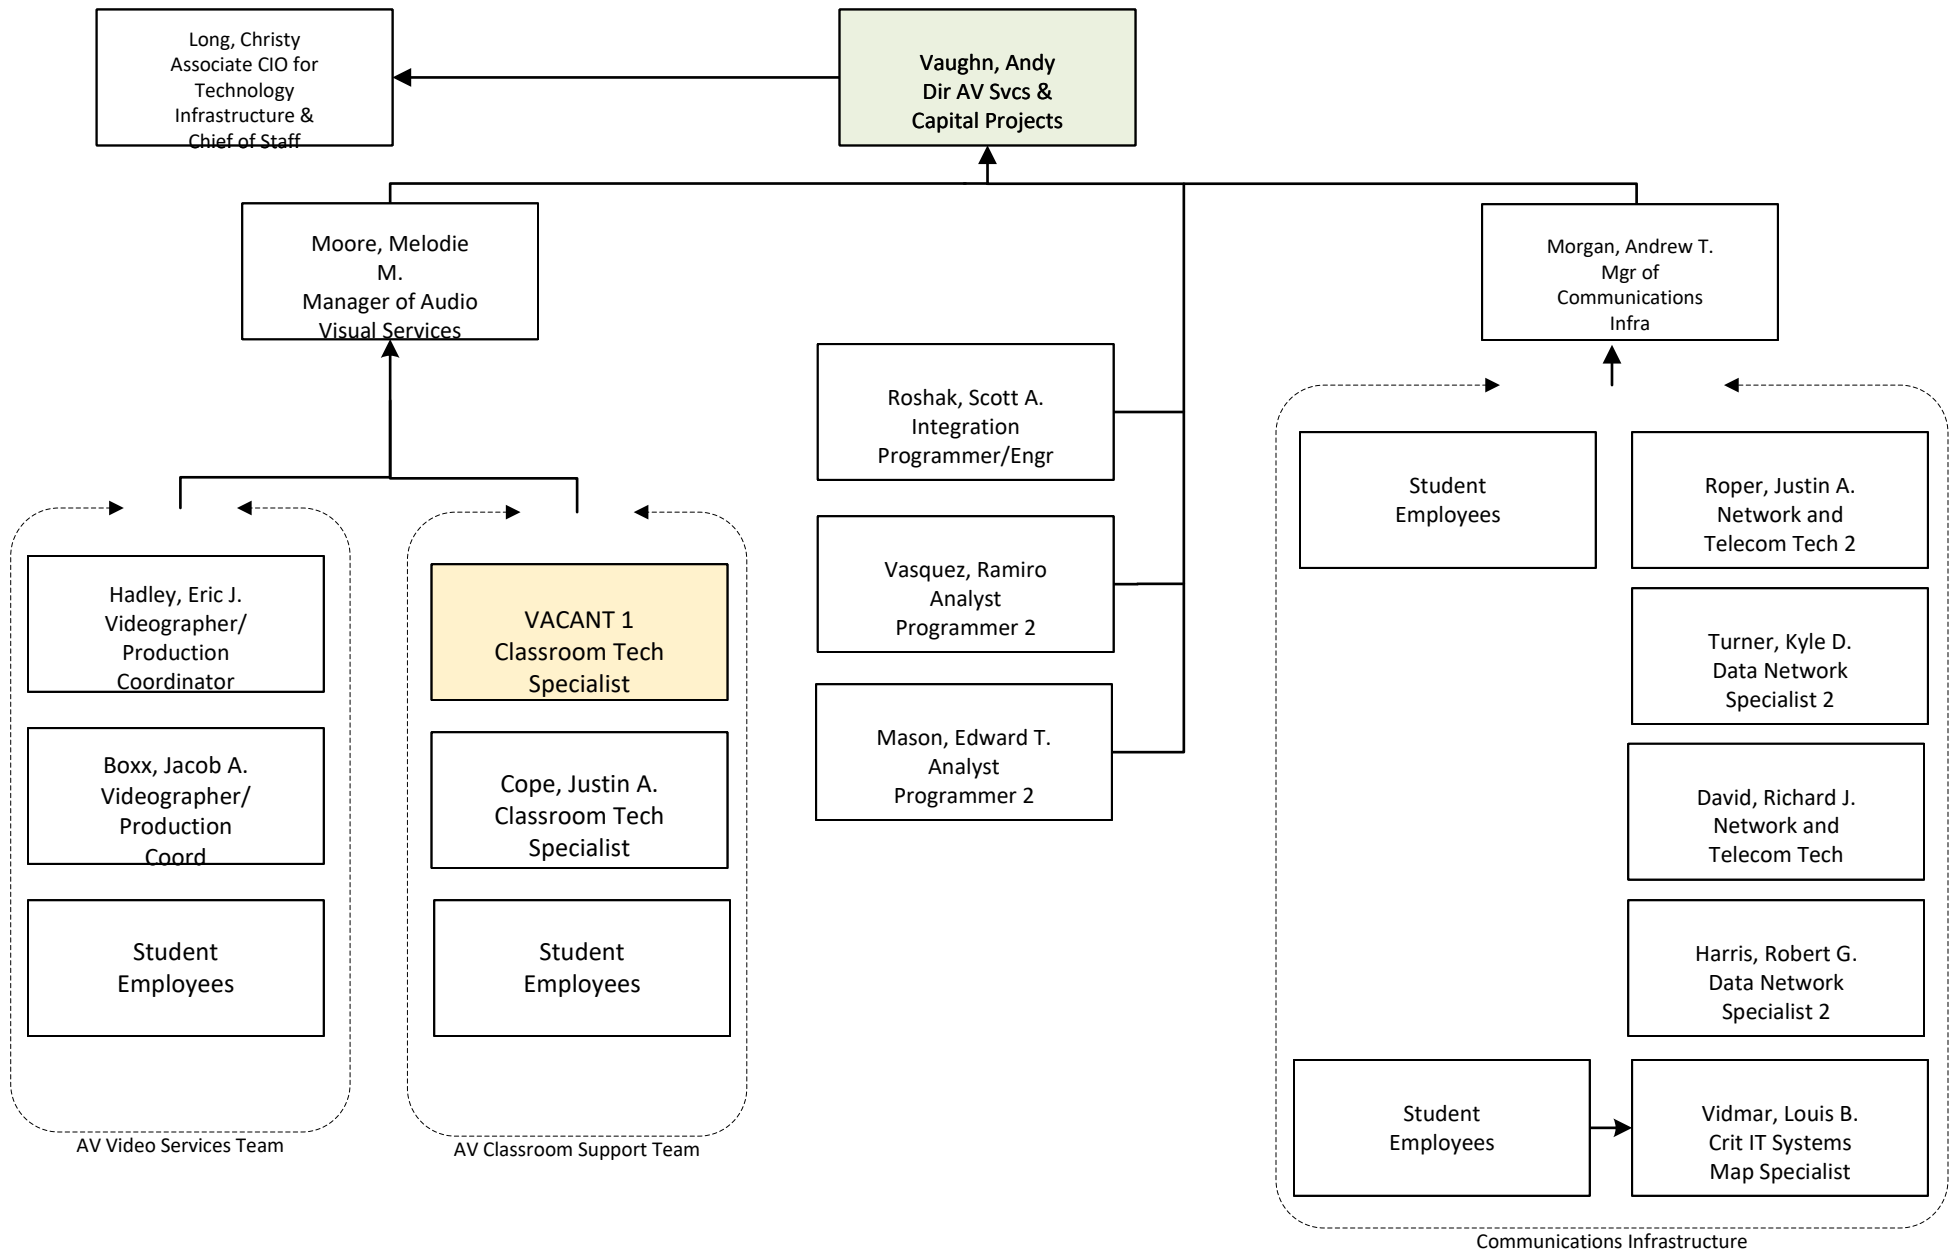 Long, Christy
Associate CIO for
Technology
Infrastructure &
Chief of Staff
Vaughn, Andy
Dir AV Svcs &
Capital Projects
Moore, Melodie
M.
Manager of Audio
Visual Services
Morgan, Andrew T.
Mgr of
Communications
Infra
Roshak, Scott A.
Integration
Programmer/Engr
Vasquez, Ramiro
Analyst
Programmer 2
Mason, Edward T.
Analyst
Programmer 2
Hadley, Eric J.
Videographer/
Production
Coordinator
Boxx, Jacob A.
Videographer/
Production
Coord
Student
Employees
AV Video Services Team
VACANT 1
Classroom Tech
Specialist
Cope, Justin A.
Classroom Tech
Specialist
Student
Employees
AV Classroom Support Team
Student
Employees
Roper, Justin A.
Network and
Telecom Tech 2
Turner, Kyle D.
Data Network
Specialist 2
David, Richard J.
Network and
Telecom Tech
Harris, Robert G.
Data Network
Specialist 2
Student
Employees
Vidmar, Louis B.
Crit IT Systems
Map Specialist
Communications Infrastructure